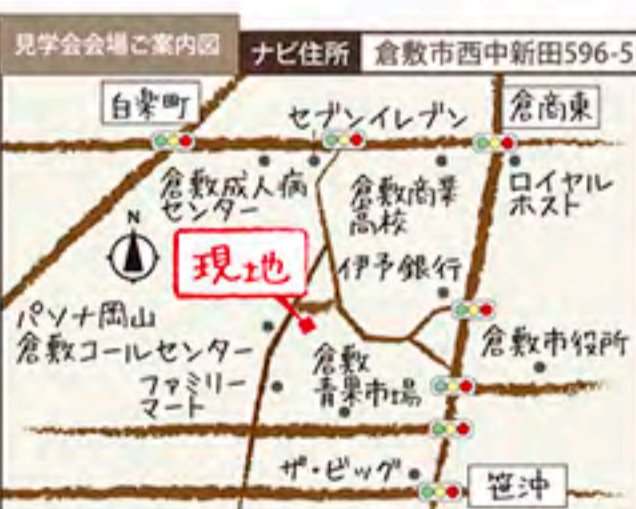 見学会会場ご案内図
ナビ住所 倉敷市西中新田596-5
白楽町
セブンイレブン
倉商東
倉敷成人病
センター
倉敷商業
高校
ロイヤル
ホスト
N
現地
伊予銀行
パソナ岡山
倉敷コールセンター
倉敷市役所
ファミリー
マート
倉敷
青果市場
ザ・ビッグ
笹沖